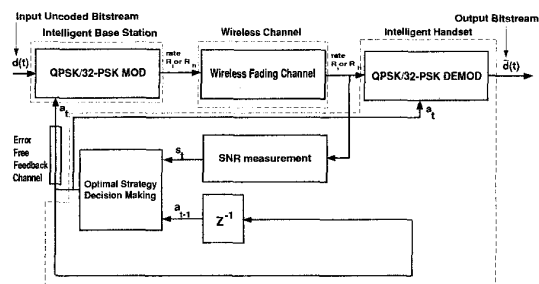 Input Uncoded Bitstream
Intelligent Base Station
Wireless Channel
Intelligent Handset
Output Bitstream
d(t)
QPSK/32-PSK MOD
rate
R_i or R_n
Wireless Fading Channel
rate
R_i or R_n
QPSK/32-PSK DEMOD
d̃(t)
a_t
a_t
Error
Free
Feedback
Channel
Optimal Strategy
Decision Making
s_t
SNR measurement
a_t-1
Z^-1